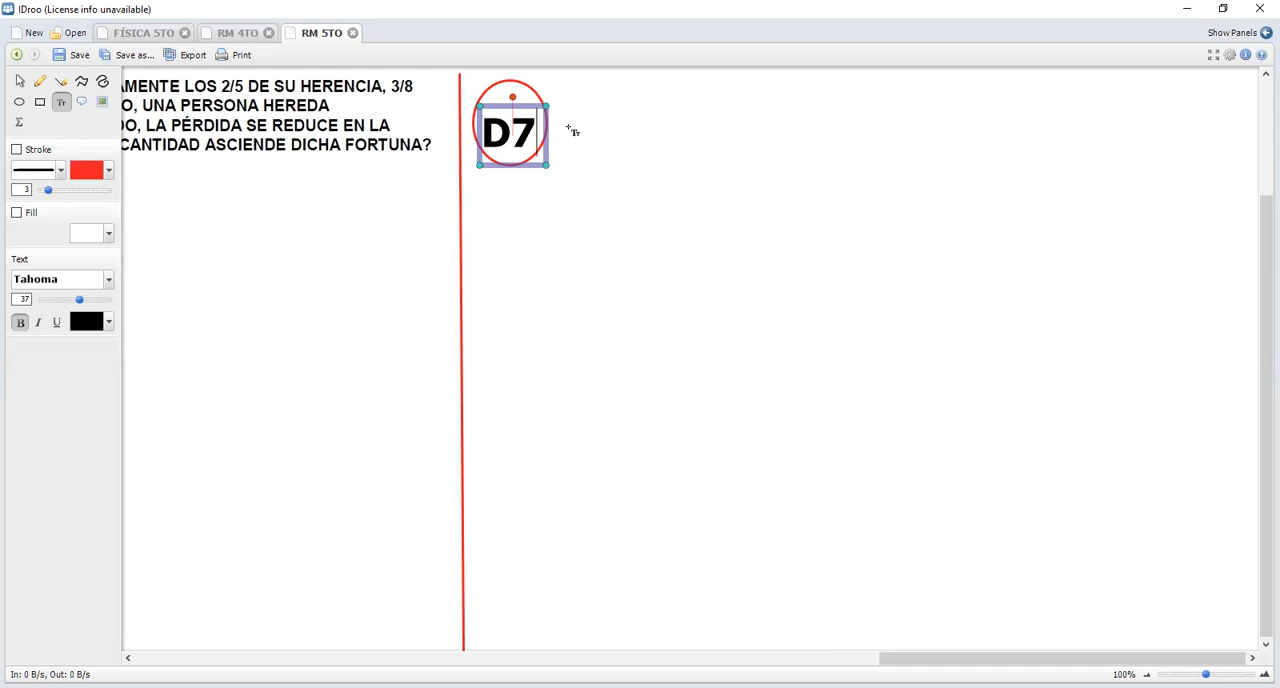 IDroo (License info unavailable)
New Open FÍSICA 5TO RM 4TO RM 5TO Show Panels
Save Save as... Export Print
Stroke
3
Fill
Text
Tahoma
37
B I U
AMENTE LOS 2/5 DE SU HERENCIA, 3/8
O, UNA PERSONA HEREDA
DO, LA PÉRDIDA SE REDUCE EN LA
CANTIDAD ASCIENDE DICHA FORTUNA?
D7
In: 0 B/s, Out: 0 B/s 100%